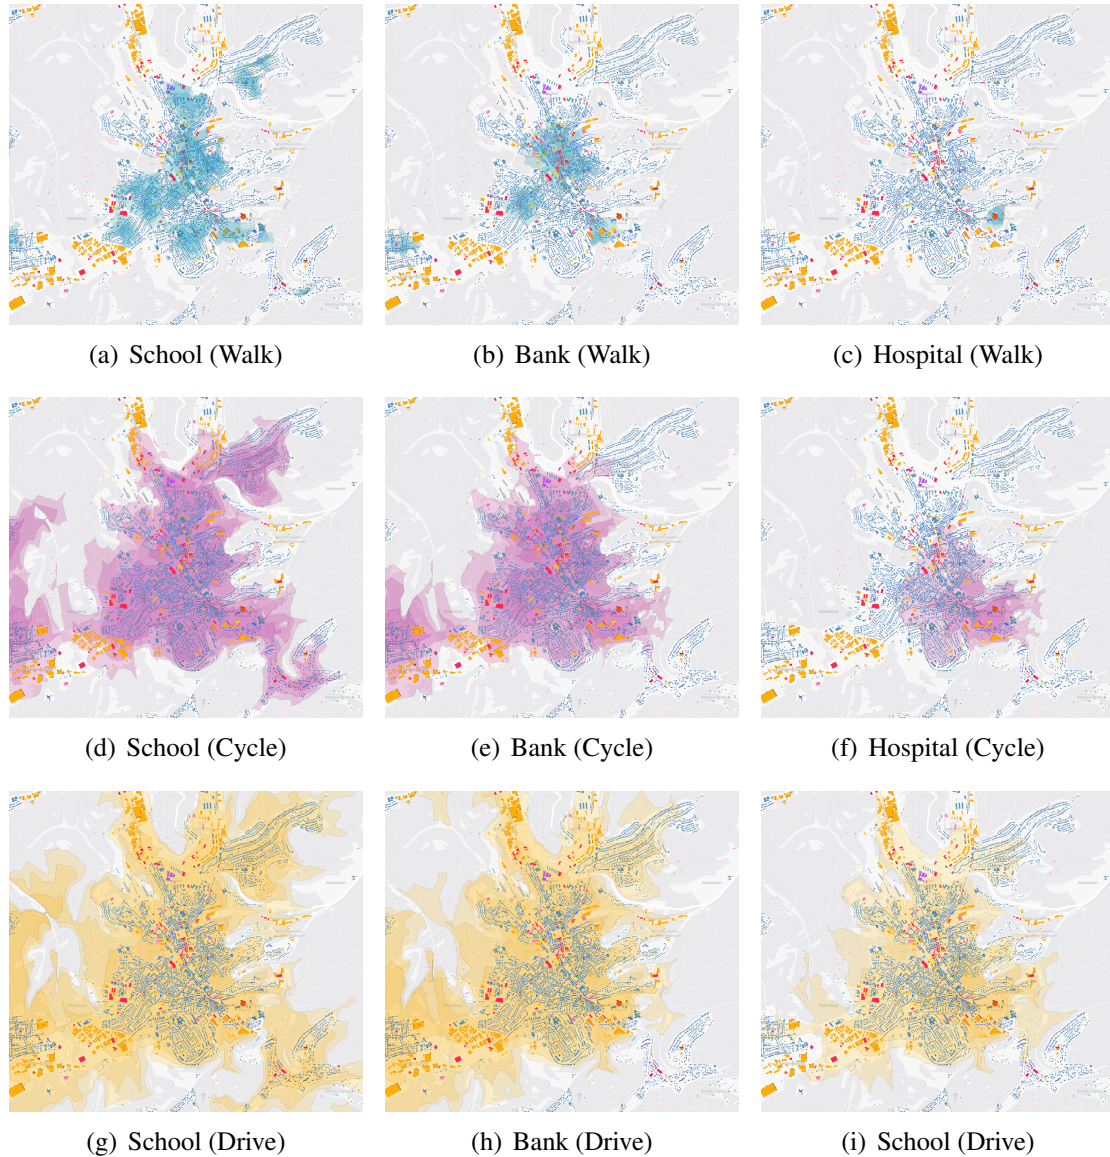 (a) School (Walk)
(b) Bank (Walk)
(c) Hospital (Walk)
(d) School (Cycle)
(e) Bank (Cycle)
(f) Hospital (Cycle)
(g) School (Drive)
(h) Bank (Drive)
(i) School (Drive)